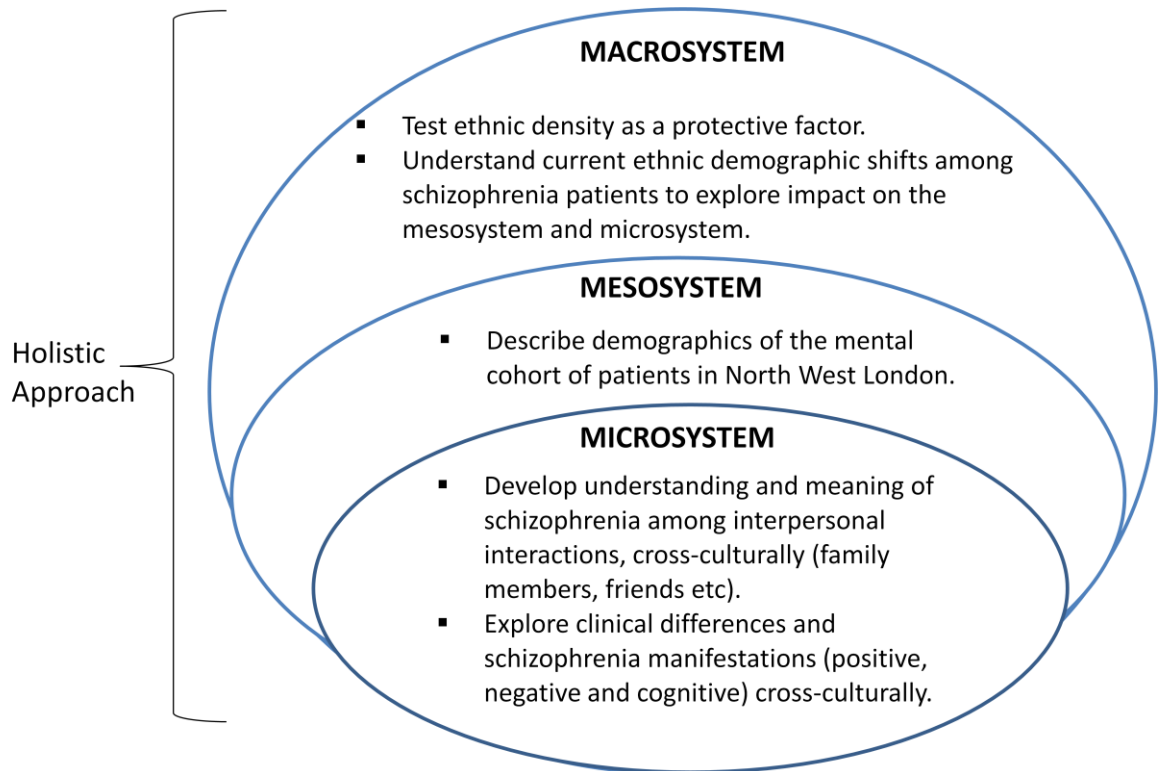 MACROSYSTEM
▪ Test ethnic density as a protective factor.
▪ Understand current ethnic demographic shifts among
schizophrenia patients to explore impact on the
mesosystem and microsystem.
MESOSYSTEM
▪ Describe demographics of the mental
cohort of patients in North West London.
Holistic
Approach
MICROSYSTEM
▪ Develop understanding and meaning of
schizophrenia among interpersonal
interactions, cross-culturally (family
members, friends etc).
▪ Explore clinical differences and
schizophrenia manifestations (positive,
negative and cognitive) cross-culturally.